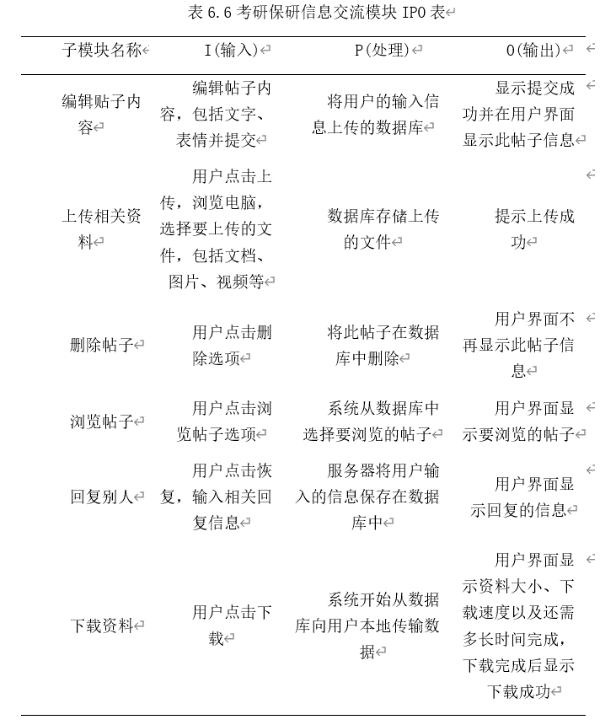 表 6.6 考研保研信息交流模块 IPO 表↵
子模块名称↵ I(输入)↵ P(处理)↵ O(输出)↵ ↵
编辑贴子内
容↵
编辑帖子内
容，包括文字、
表情并提交↵
将用户的输入信
息上传的数据库↵
显示提交成
功并在用户界面
显示此帖子信息↵
↵
上传相关资
料↵
用户点击上
传，浏览电脑，
选择要上传的文
件，包括文档、
图片、视频等↵
数据库存储上传
的文件↵
提示上传成
功↵
↵
删除帖子↵
用户点击删
除选项↵
将此帖子在数据
库中删除↵
用户界面不
再显示此帖子信
息↵
↵
浏览帖子↵
用户点击浏
览帖子选项↵
系统从数据库中
选择要浏览的帖子↵
用户界面显
示要浏览的帖子↵
↵
回复别人↵
用户点击恢
复，输入相关回
复信息↵
服务器将用户输
入的信息保存在数据
库中↵
用户界面显
示回复的信息↵
↵
下载资料↵
用户点击下
载↵
系统开始从数据
库向用户本地传输数
据↵
用户界面显
示资料大小、下
载速度以及还需
多长时间完成，
下载完成后显示
下载成功↵
↵